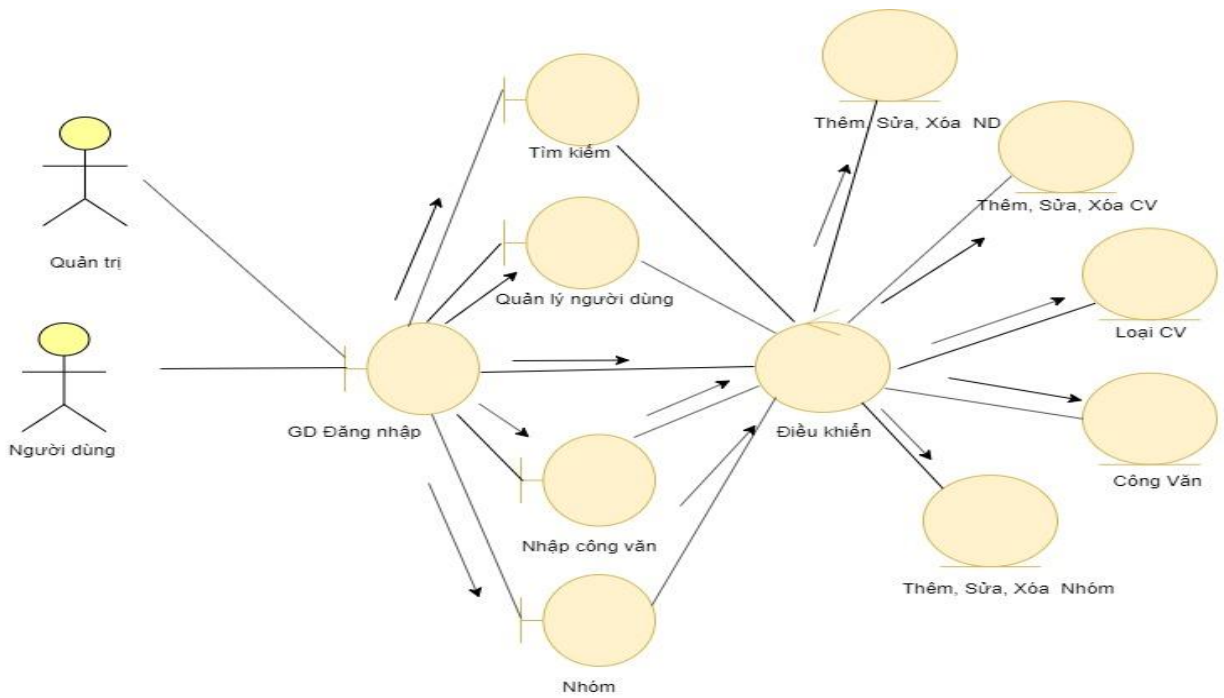 Quản trị
Người dùng
GD Đăng nhập
Tìm kiếm
Quản lý người dùng
Nhập công văn
Nhóm
Điều khiển
Thêm, Sửa, Xóa ND
Thêm, Sửa, Xóa CV
Loại CV
Công Văn
Thêm, Sửa, Xóa Nhóm